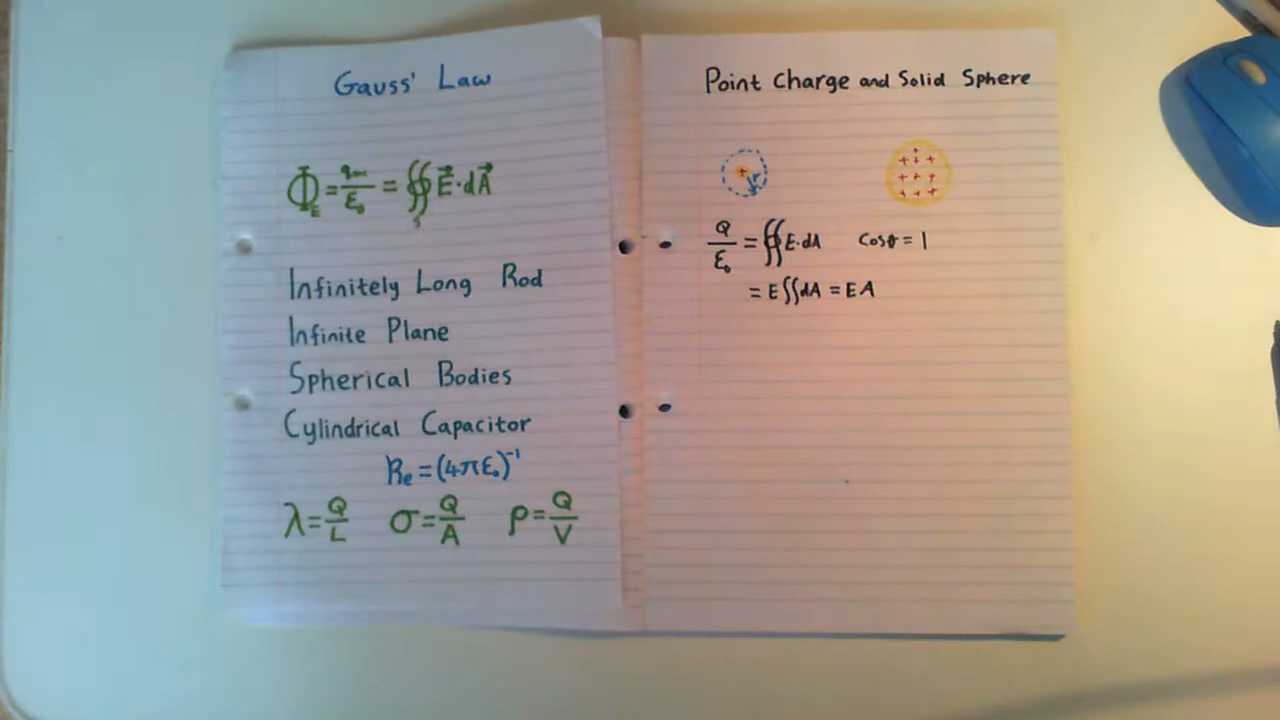 Gauss' Law
Φ_E = q_enc/ε₀ = ∯_S E⃗·dA⃗
Infinitely Long Rod
Infinite Plane
Spherical Bodies
Cylindrical Capacitor
k_e = (4πε₀)⁻¹
λ = Q/L σ = Q/A ρ = Q/V
Point Charge and Solid Sphere
+ r
+ + + + + + + + + +
Q/ε₀ = ∯ E·dA cosθ = 1
= E∬dA = EA